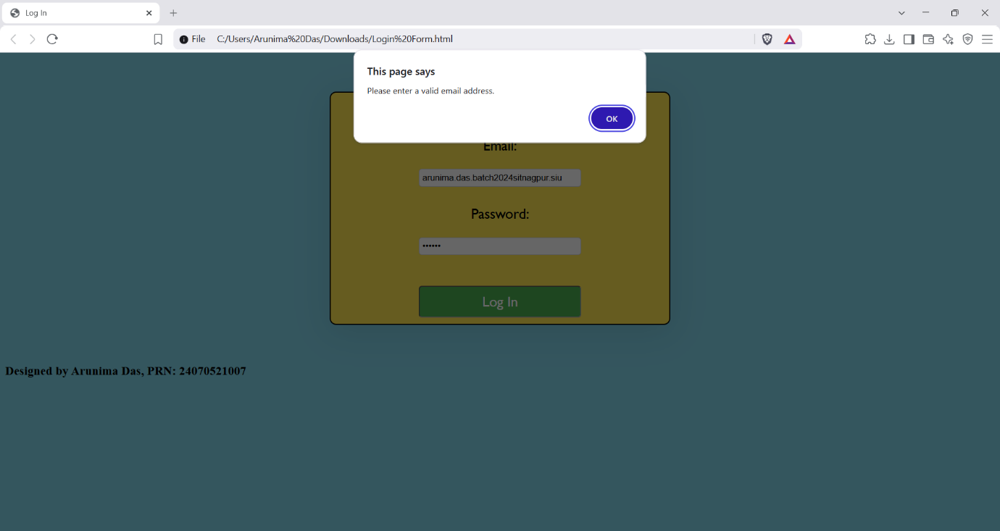 Log In
File C:/Users/Arunima%20Das/Downloads/Login%20Form.html
This page says
Please enter a valid email address.
OK
Email:
arunima.das.batch2024sitnagpur.siu
Password:
••••••
Log In
Designed by Arunima Das, PRN: 24070521007